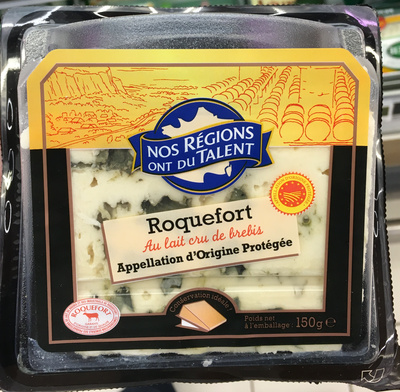 NOS RÉGIONS
ONT DU TALENT
Roquefort
Au lait cru de brebis
Appellation d'Origine Protégée
Conservation idéale !
ROQUEFORT
Poids net
à l'emballage : 150g e